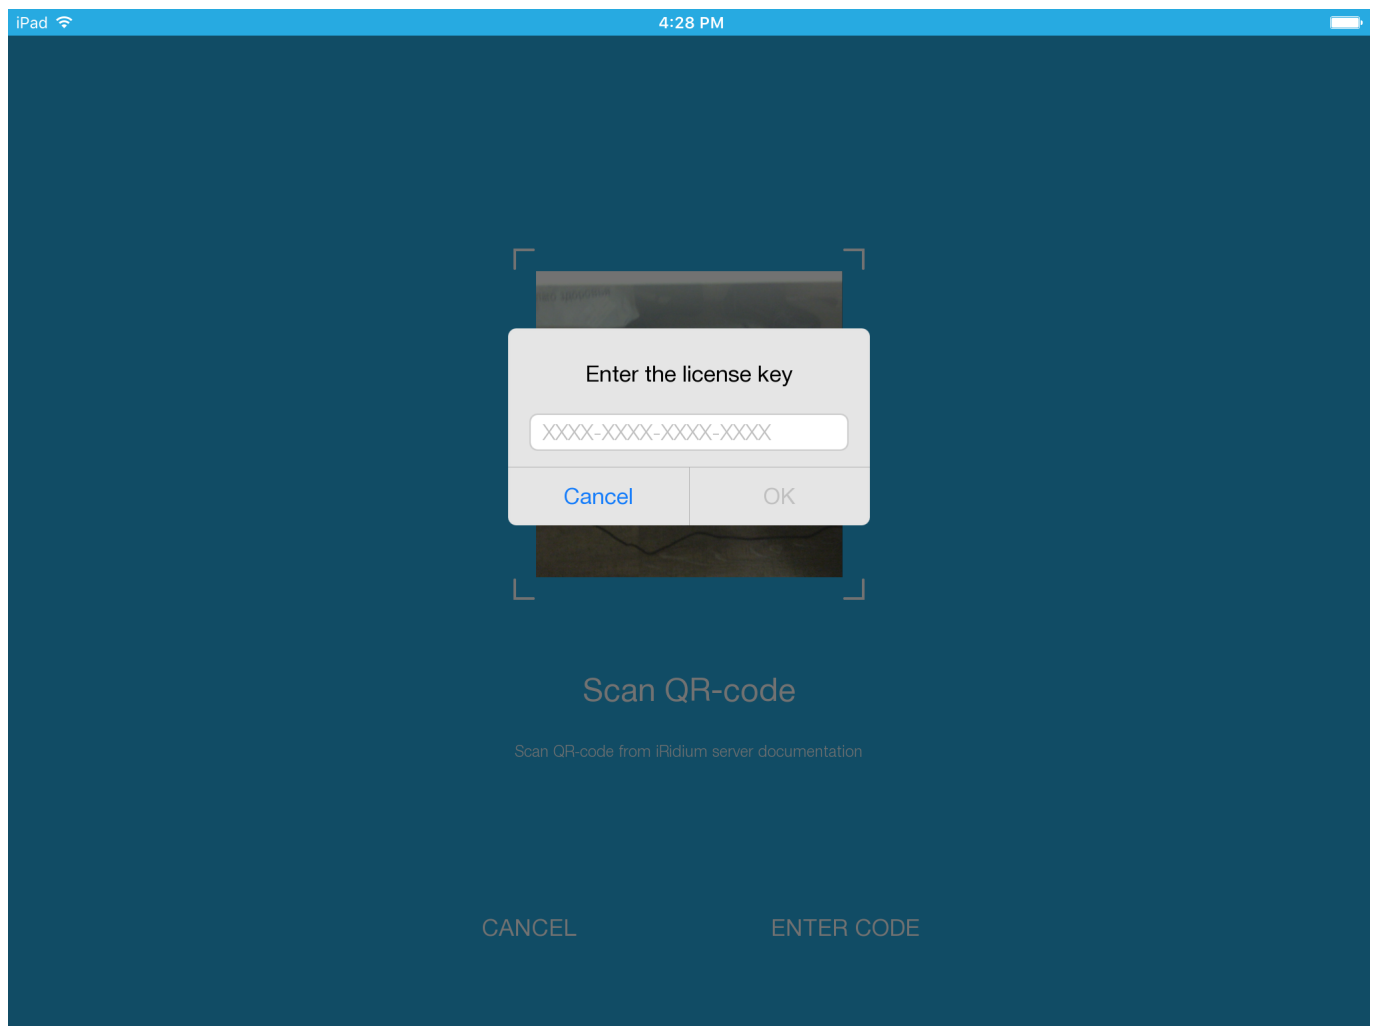 iPad
4:28 PM
Enter the license key
XXXX-XXXX-XXXX-XXXX
Cancel
OK
Scan QR-code
Scan QR-code from iRidium server documentation
CANCEL
ENTER CODE